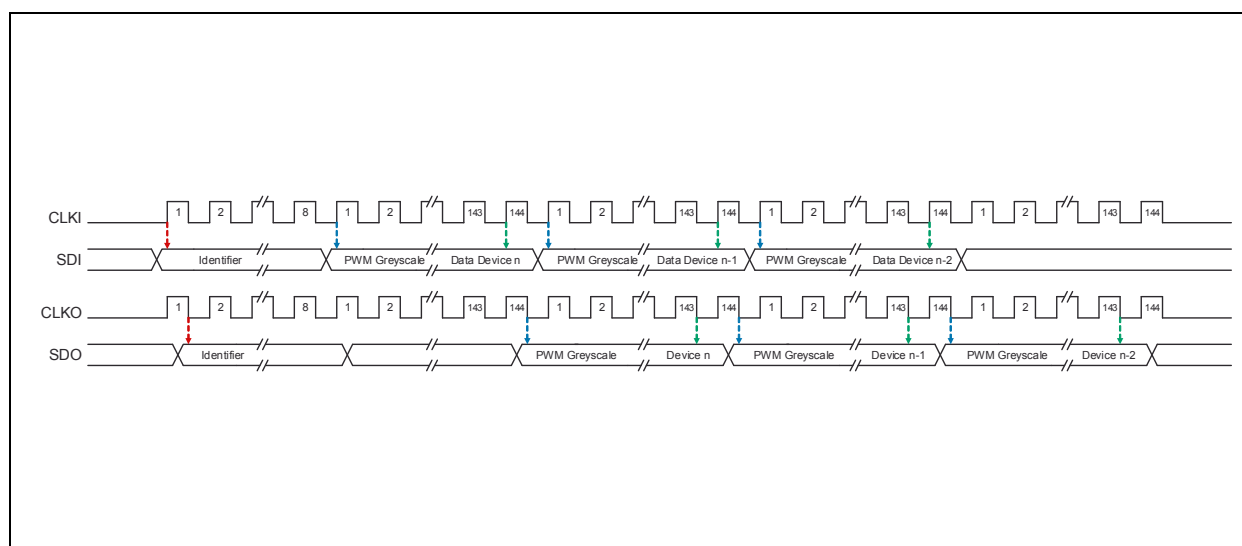 CLKI 1 2 8 1 2 143 144 1 2 143 144 1 2 143 144 1 2 143 144
SDI Identifier PWM Greyscale Data Device n PWM Greyscale Data Device n-1 PWM Greyscale Data Device n-2
CLKO 1 2 8 1 2 143 144 1 2 143 144 1 2 143 144 1 2 143 144
SDO Identifier PWM Greyscale Device n PWM Greyscale Device n-1 PWM Greyscale Device n-2